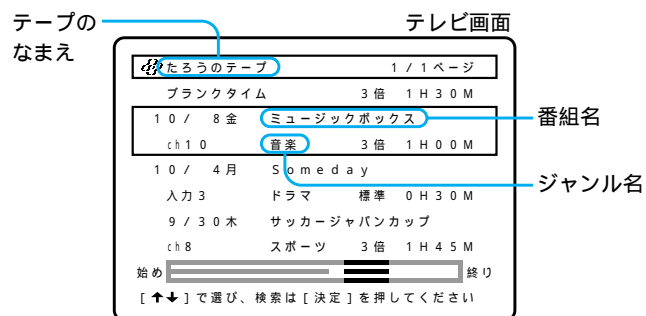 テープの
なまえ
テレビ画面
たろうのテープ 1/1ページ
ブランクタイム 3倍 1H30M
10/ 8金 ミュージックボックス
ch10 音楽 3倍 1H00M
10/ 4月 Someday
入力3 ドラマ 標準 0H30M
9/30木 サッカージャパンカップ
ch8 スポーツ 3倍 1H45M
始め 終り
[↑↓]で選び、検索は[決定]を押してください
番組名
ジャンル名